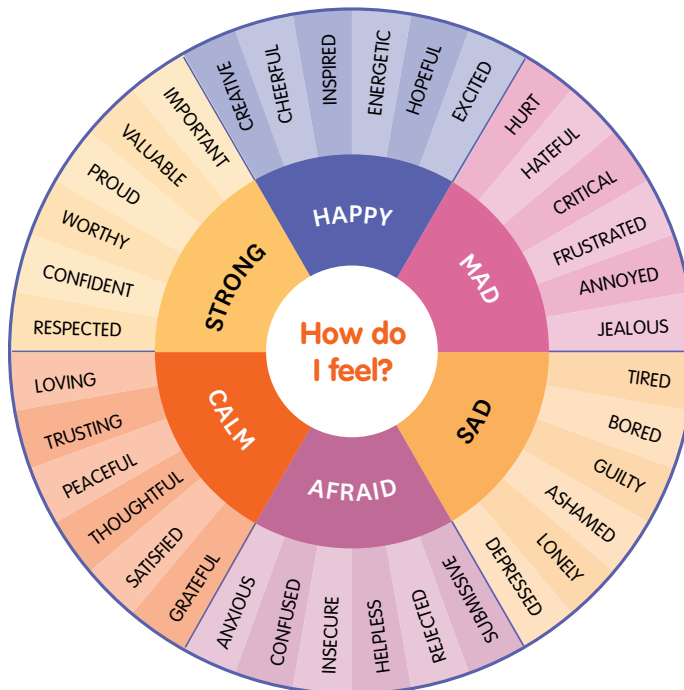 How do
I feel?
HAPPY
CREATIVE
CHEERFUL
INSPIRED
ENERGETIC
HOPEFUL
EXCITED
MAD
HURT
HATEFUL
CRITICAL
FRUSTRATED
ANNOYED
JEALOUS
SAD
TIRED
BORED
GUILTY
ASHAMED
LONELY
DEPRESSED
AFRAID
SUBMISSIVE
REJECTED
HELPLESS
INSECURE
CONFUSED
ANXIOUS
CALM
GRATEFUL
SATISFIED
THOUGHTFUL
PEACEFUL
TRUSTING
LOVING
STRONG
RESPECTED
CONFIDENT
WORTHY
PROUD
VALUABLE
IMPORTANT